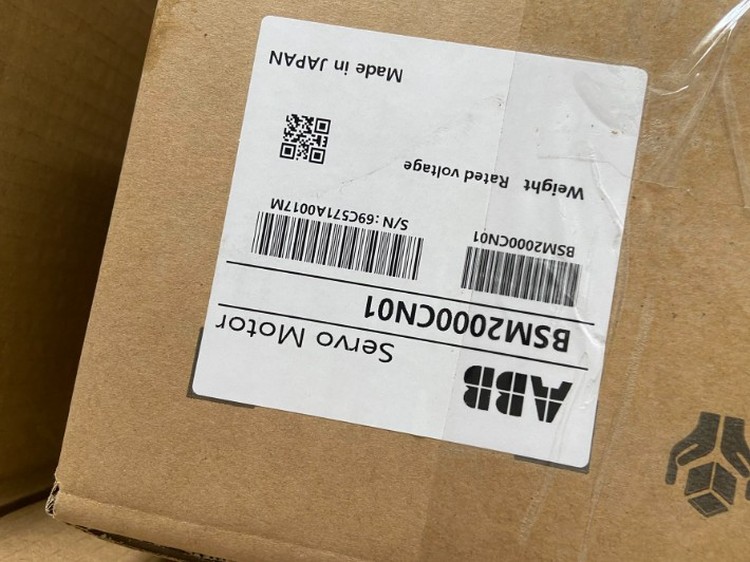 ABB
Servo Motor
BSM2000CN01
BSM2000CN01
S/N:69C571A0017M
Weight Rated voltage
Made in JAPAN